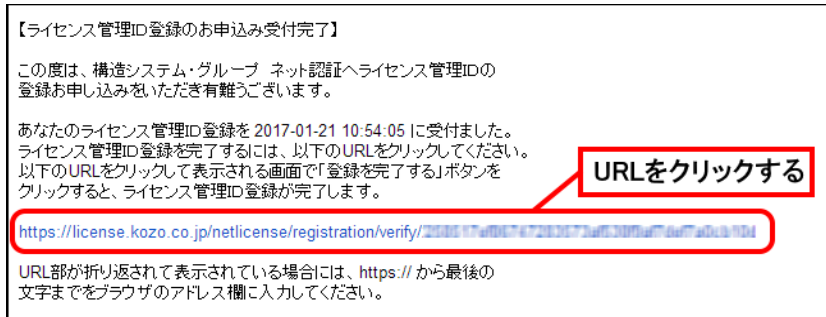 【ライセンス管理ID登録のお申込み受付完了】
この度は、構造システム・グループ ネット認証へライセンス管理IDの
登録お申し込みをいただき有難うございます。
あなたのライセンス管理ID登録を 2017-01-21 10:54:05 に受付ました。
ライセンス管理ID登録を完了するには、以下のURLをクリックしてください。
以下のURLをクリックして表示される画面で「登録を完了する」ボタンを
クリックすると、ライセンス管理ID登録が完了します。
URLをクリックする
https://license.kozo.co.jp/netlicense/registration/verify/
URL部が折り返されて表示されている場合には、https:// から最後の
文字までをブラウザのアドレス欄に入力してください。